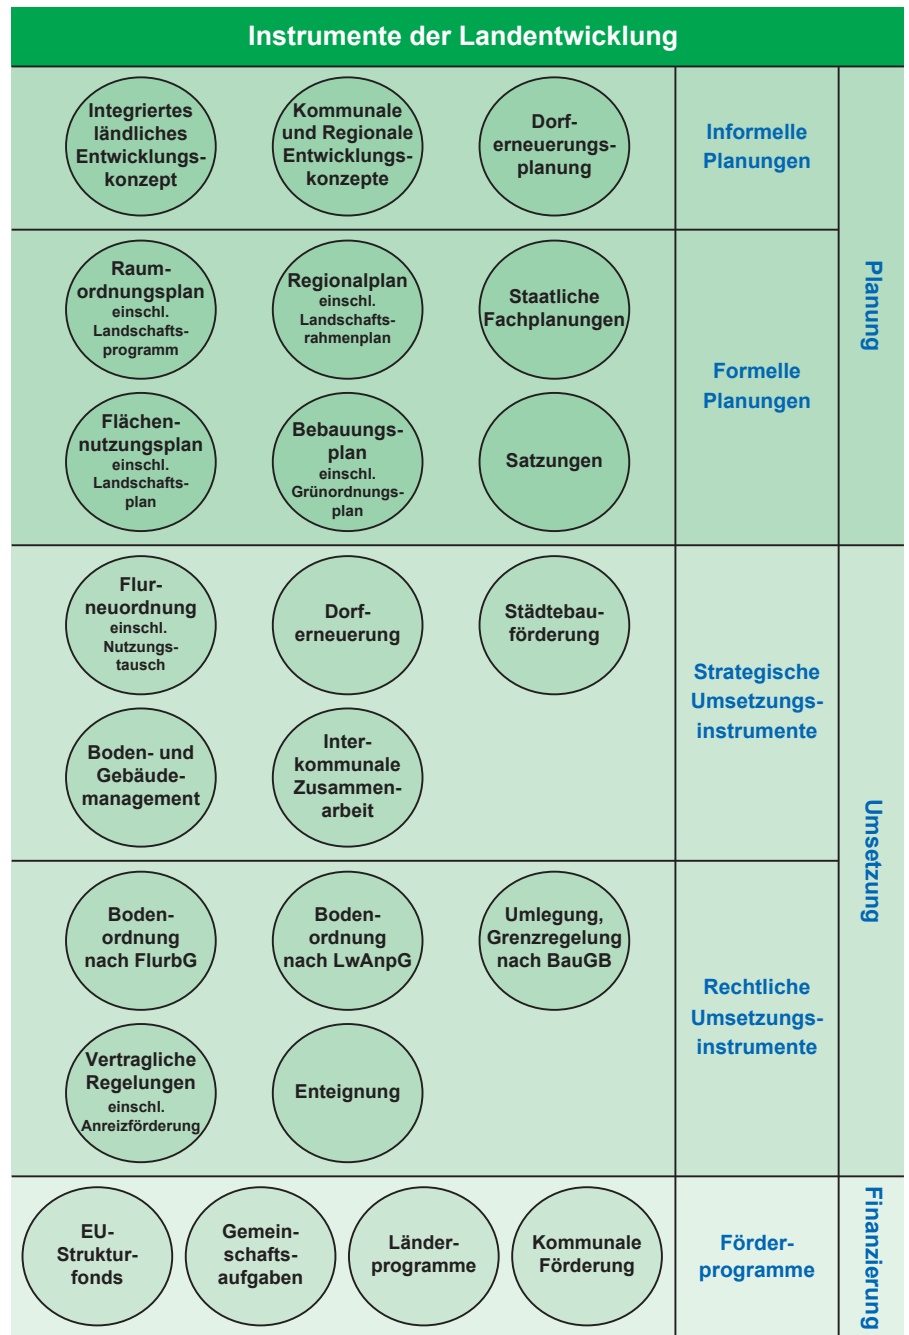 Instrumente der Landentwicklung
Integriertes
ländliches
Entwicklungs-
konzept
Kommunale
und Regionale
Entwicklungs-
konzepte
Dorf-
erneuerungs-
planung
Informelle
Planungen
Raum-
ordnungsplan
einschl.
Landschafts-
programm
Regionalplan
einschl.
Landschafts-
rahmenplan
Staatliche
Fachplanungen
Flächen-
nutzungsplan
einschl.
Landschafts-
plan
Bebauungs-
plan
einschl.
Grünordnungs-
plan
Satzungen
Formelle
Planungen
Planung
Flur-
neuordnung
einschl.
Nutzungs-
tausch
Dorf-
erneuerung
Städtebau-
förderung
Boden- und
Gebäude-
management
Inter-
kommunale
Zusammen-
arbeit
Strategische
Umsetzungs-
instrumente
Boden-
ordnung
nach FlurbG
Boden-
ordnung
nach LwAnpG
Umlegung,
Grenzregelung
nach BauGB
Vertragliche
Regelungen
einschl.
Anreizförderung
Enteignung
Rechtliche
Umsetzungs-
instrumente
Umsetzung
EU-
Struktur-
fonds
Gemein-
schafts-
aufgaben
Länder-
programme
Kommunale
Förderung
Förder-
programme
Finanzierung